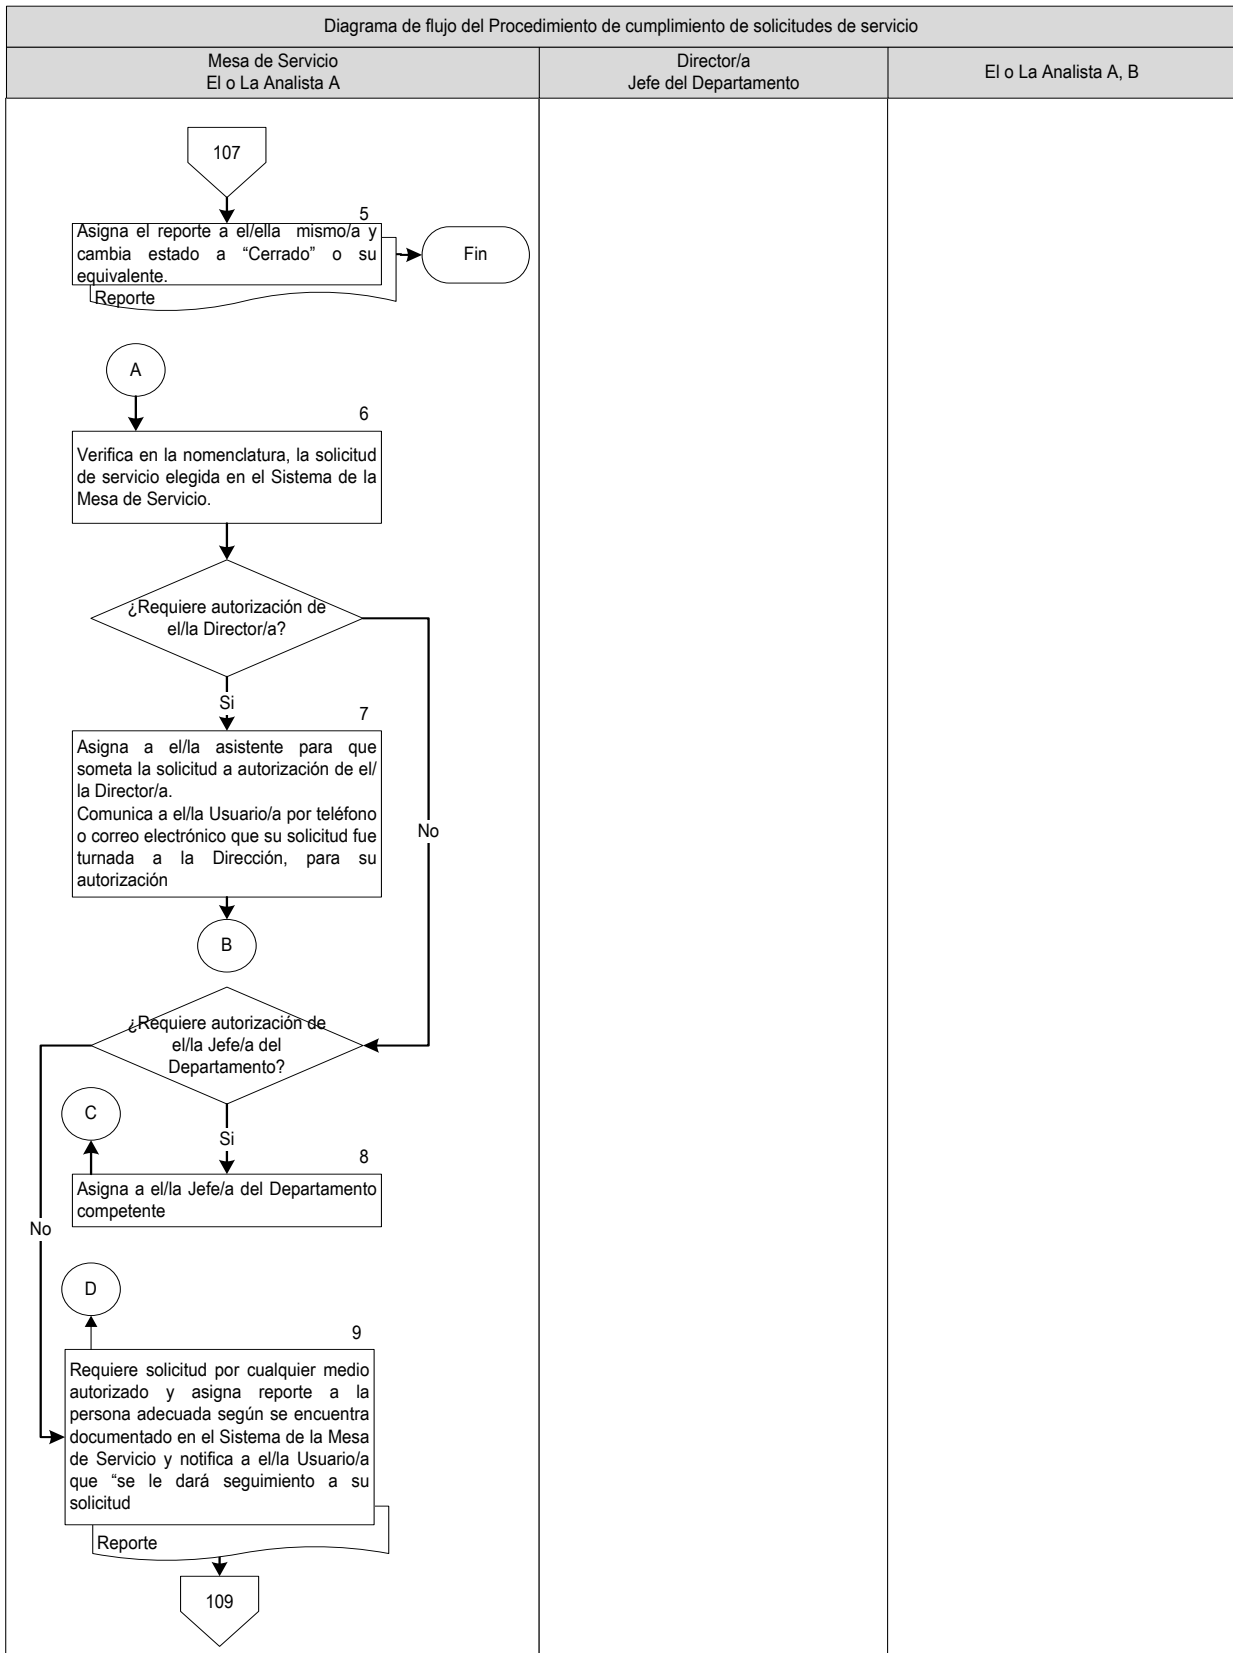 Diagrama de flujo del Procedimiento de cumplimiento de solicitudes de servicio
Mesa de Servicio
El o La Analista A
Director/a
Jefe del Departamento
El o La Analista A, B
107
5
Asigna el reporte a el/ella mismo/a y
cambia estado a “Cerrado” o su
equivalente.
Reporte
Fin
A
6
Verifica en la nomenclatura, la solicitud
de servicio elegida en el Sistema de la
Mesa de Servicio.
¿Requiere autorización de
el/la Director/a?
Si
7
Asigna a el/la asistente para que
someta la solicitud a autorización de el/
la Director/a.
Comunica a el/la Usuario/a por teléfono
o correo electrónico que su solicitud fue
turnada a la Dirección, para su
autorización
No
B
¿Requiere autorización de
el/la Jefe/a del
Departamento?
C
Si
8
Asigna a el/la Jefe/a del Departamento
competente
No
D
9
Requiere solicitud por cualquier medio
autorizado y asigna reporte a la
persona adecuada según se encuentra
documentado en el Sistema de la Mesa
de Servicio y notifica a el/la Usuario/a
que “se le dará seguimiento a su
solicitud
Reporte
109